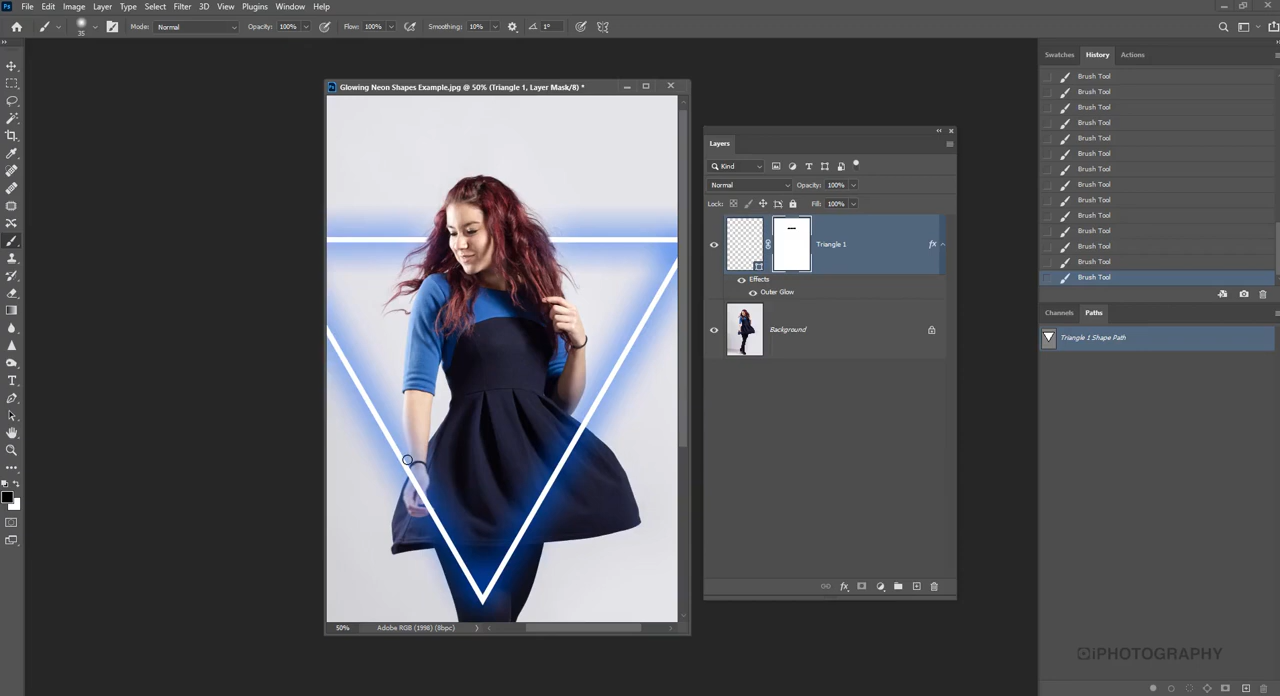 Ps File Edit Image Layer Type Select Filter 3D View Plugins Window Help
35 Mode: Normal Opacity: 100% Flow: 100% Smoothing: 10% 1°
Swatches History Actions
Glowing Neon Shapes Example.jpg @ 50% (Triangle 1, Layer Mask/8) *
Brush Tool
Brush Tool
Brush Tool
Brush Tool
Brush Tool
Brush Tool
Brush Tool
Brush Tool
Brush Tool
Brush Tool
Brush Tool
Brush Tool
Brush Tool
Brush Tool
Layers
Kind
Normal Opacity: 100%
Lock: Fill: 100%
Triangle 1 fx
Effects
Outer Glow
Background
Channels Paths
Triangle 1 Shape Path
fx
50% Adobe RGB (1998) (8bpc)
iPHOTOGRAPHY